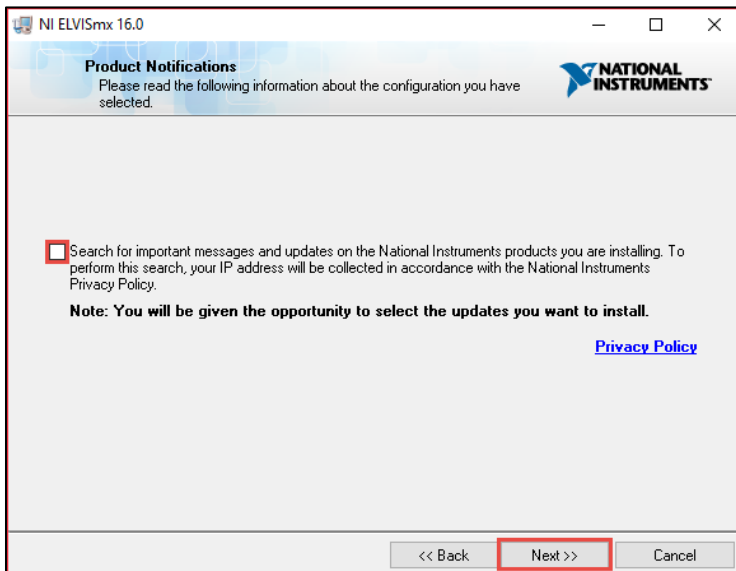 NI ELVISmx 16.0
Product Notifications
Please read the following information about the configuration you have
selected.
NATIONAL
INSTRUMENTS™
Search for important messages and updates on the National Instruments products you are installing. To
perform this search, your IP address will be collected in accordance with the National Instruments
Privacy Policy.
Note: You will be given the opportunity to select the updates you want to install.
Privacy Policy
<< Back
Next >>
Cancel